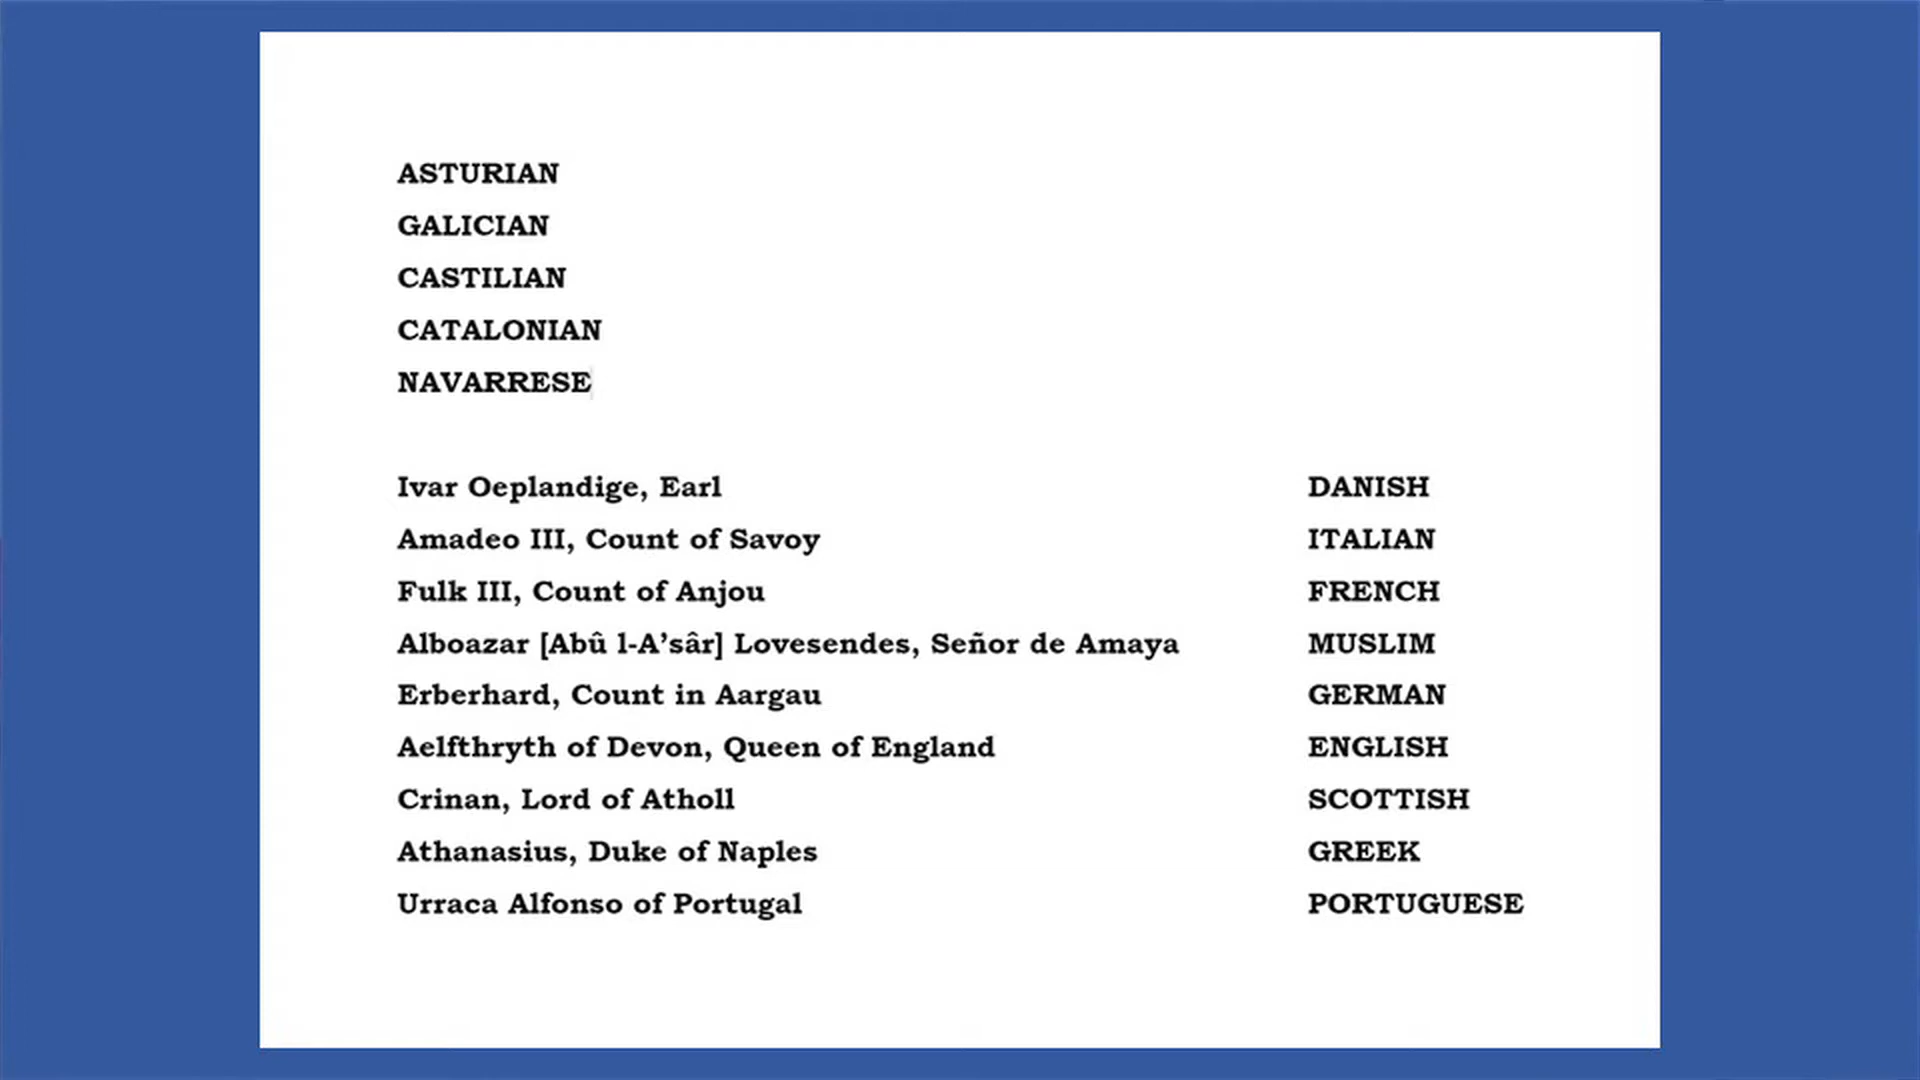 ASTURIAN
GALICIAN
CASTILIAN
CATALONIAN
NAVARRESE
Ivar Oeplandige, Earl DANISH
Amadeo III, Count of Savoy ITALIAN
Fulk III, Count of Anjou FRENCH
Alboazar [Abû l-A’sâr] Lovesendes, Señor de Amaya MUSLIM
Erberhard, Count in Aargau GERMAN
Aelfthryth of Devon, Queen of England ENGLISH
Crinan, Lord of Atholl SCOTTISH
Athanasius, Duke of Naples GREEK
Urraca Alfonso of Portugal PORTUGUESE